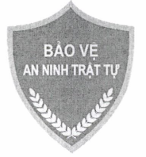 BẢO VỆ
AN NINH TRẬT TỰ